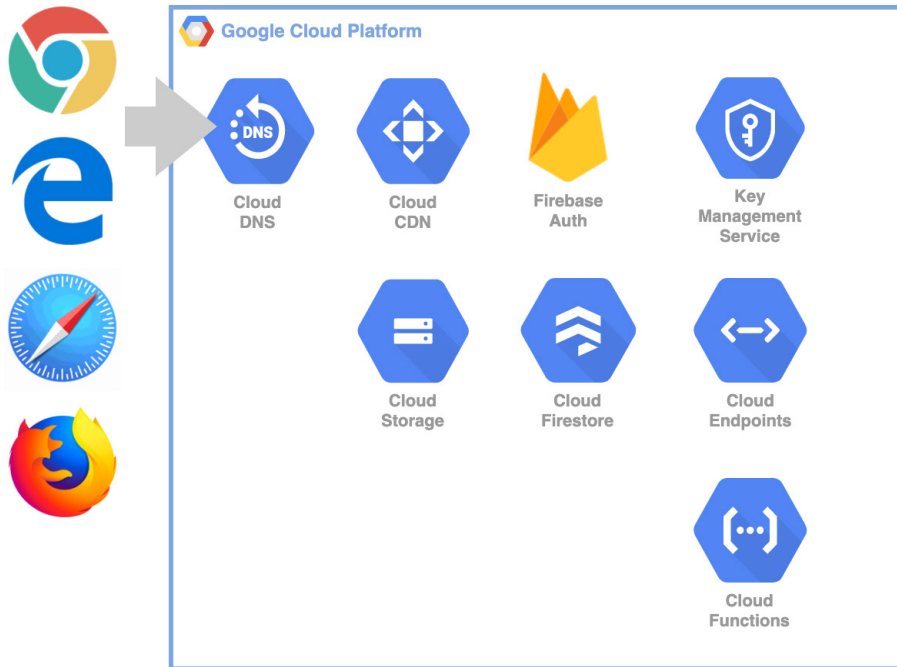 Google Cloud Platform
DNS
Cloud
DNS
Cloud
CDN
Firebase
Auth
Key
Management
Service
Cloud
Storage
Cloud
Firestore
Cloud
Endpoints
Cloud
Functions